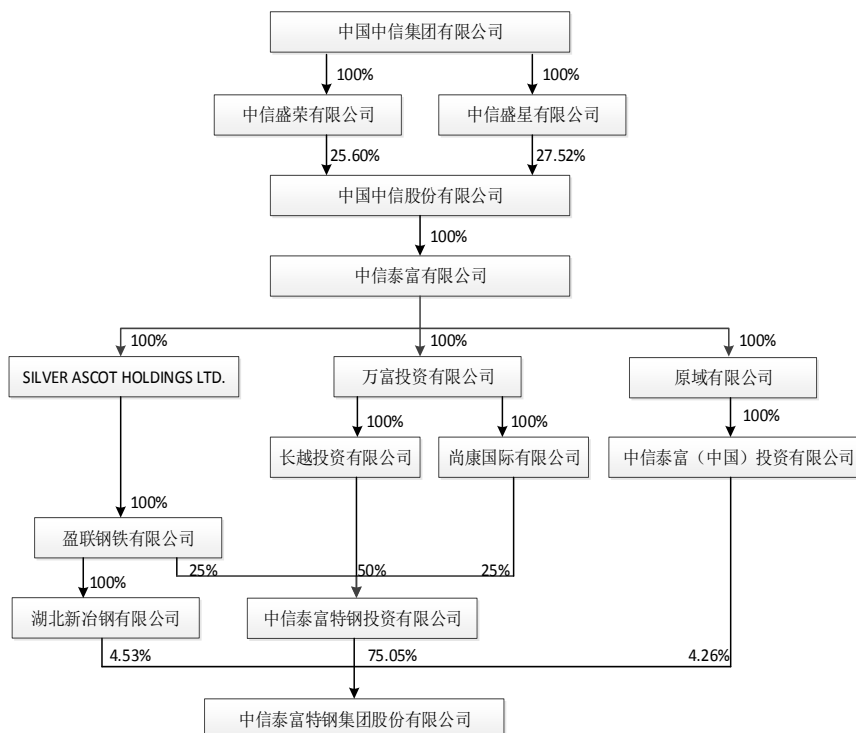 中国中信集团有限公司
100%
100%
中信盛荣有限公司
中信盛星有限公司
25.60%
27.52%
中国中信股份有限公司
100%
中信泰富有限公司
100%
100%
100%
SILVER ASCOT HOLDINGS LTD.
万富投资有限公司
原域有限公司
100%
100%
100%
长越投资有限公司
尚康国际有限公司
中信泰富（中国）投资有限公司
100%
盈联钢铁有限公司
25%
50%
25%
100%
湖北新冶钢有限公司
中信泰富特钢投资有限公司
4.53%
75.05%
4.26%
中信泰富特钢集团股份有限公司